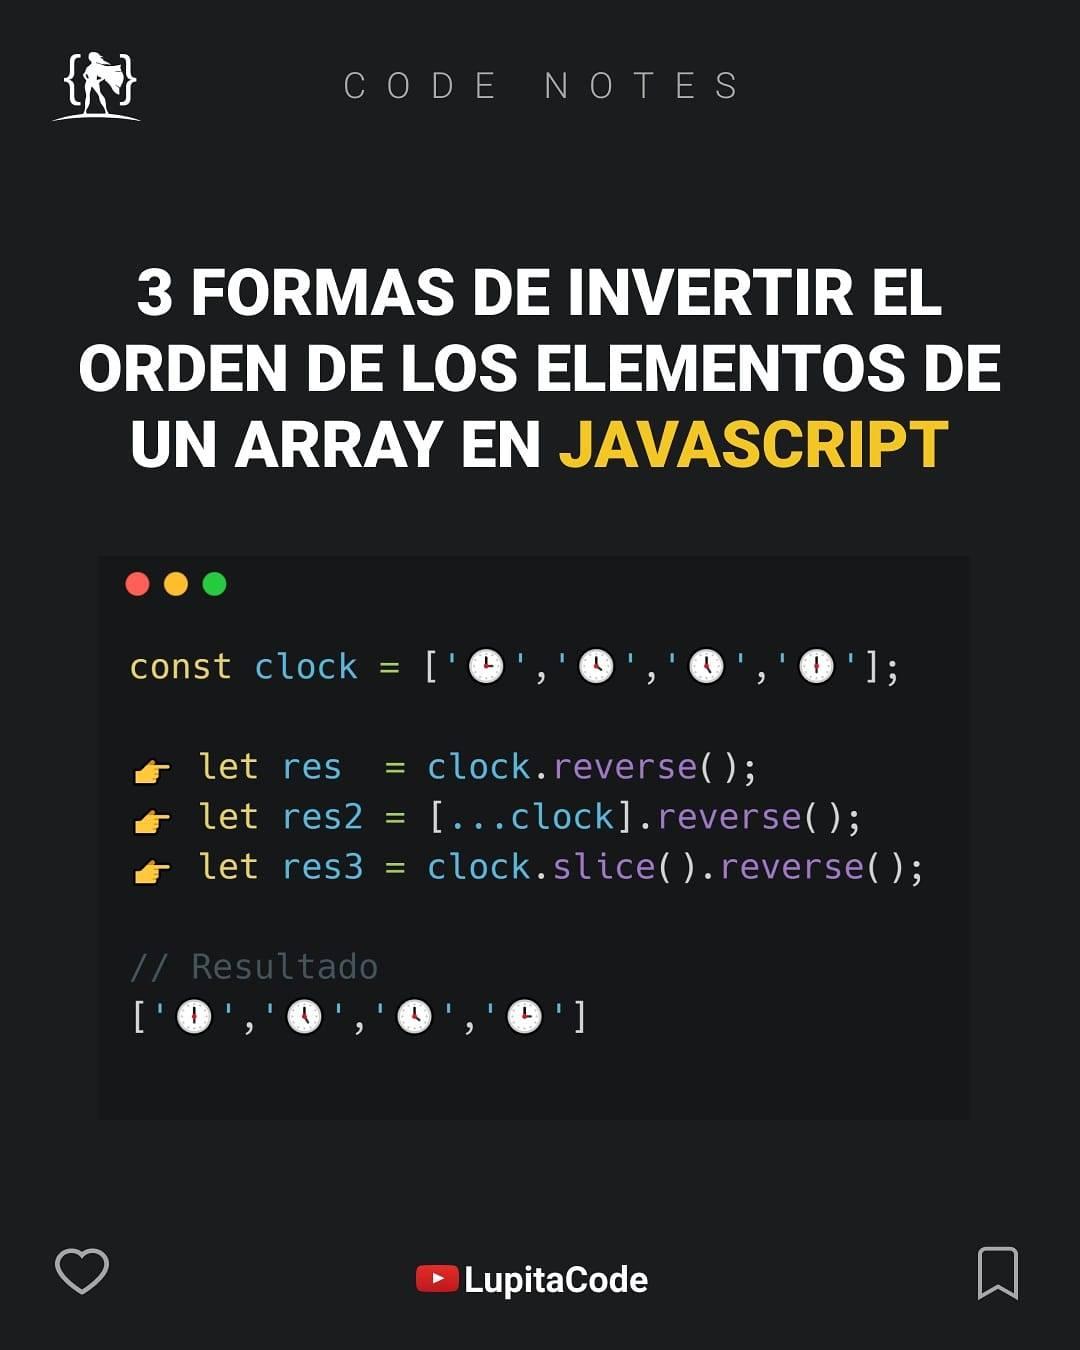 CODE NOTES
3 FORMAS DE INVERTIR EL
ORDEN DE LOS ELEMENTOS DE
UN ARRAY EN JAVASCRIPT
const clock = ['🕒','🕓','🕔','🕕'];
👉 let res  = clock.reverse();
👉 let res2 = [...clock].reverse();
👉 let res3 = clock.slice().reverse();
// Resultado
['🕕','🕔','🕓','🕒']
LupitaCode